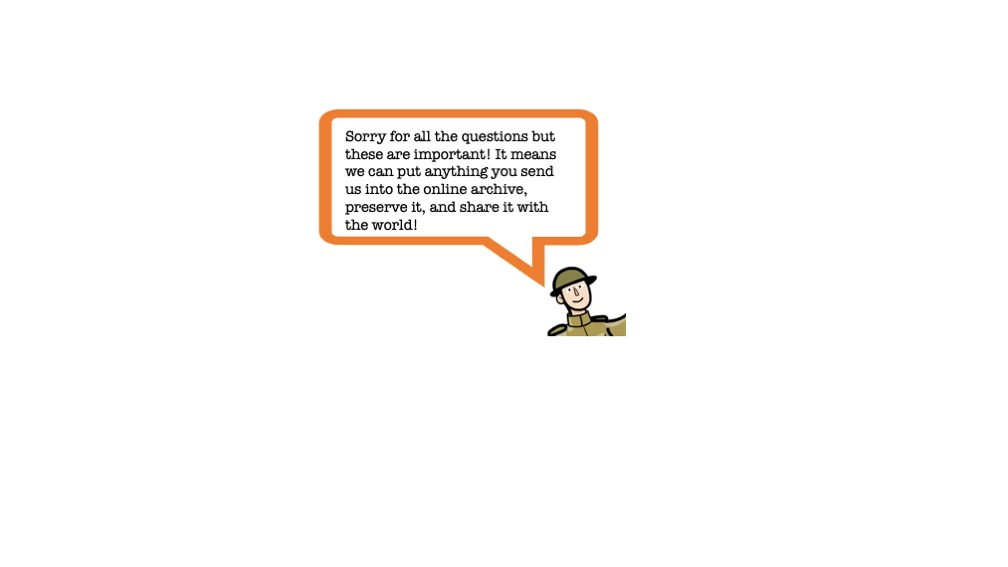 Sorry for all the questions but
these are important! It means
we can put anything you send
us into the online archive,
preserve it, and share it with
the world!